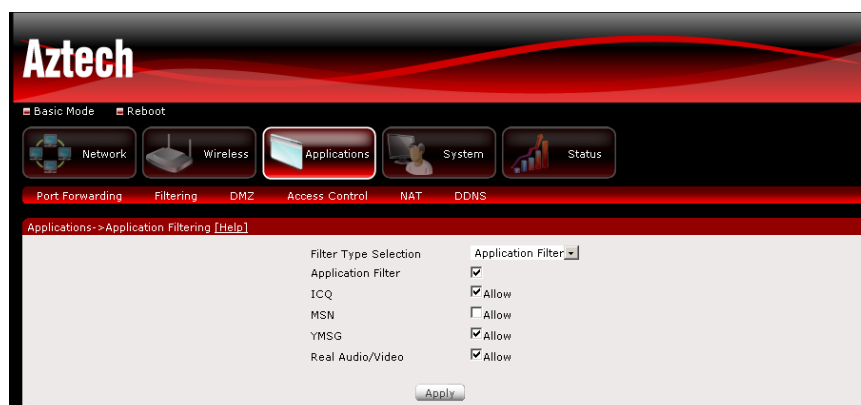 Aztech
Basic Mode Reboot
Network Wireless Applications System Status
Port Forwarding Filtering DMZ Access Control NAT DDNS
Applications->Application Filtering [Help]
Filter Type Selection Application Filter
Application Filter
ICQ Allow
MSN Allow
YMSG Allow
Real Audio/Video Allow
Apply